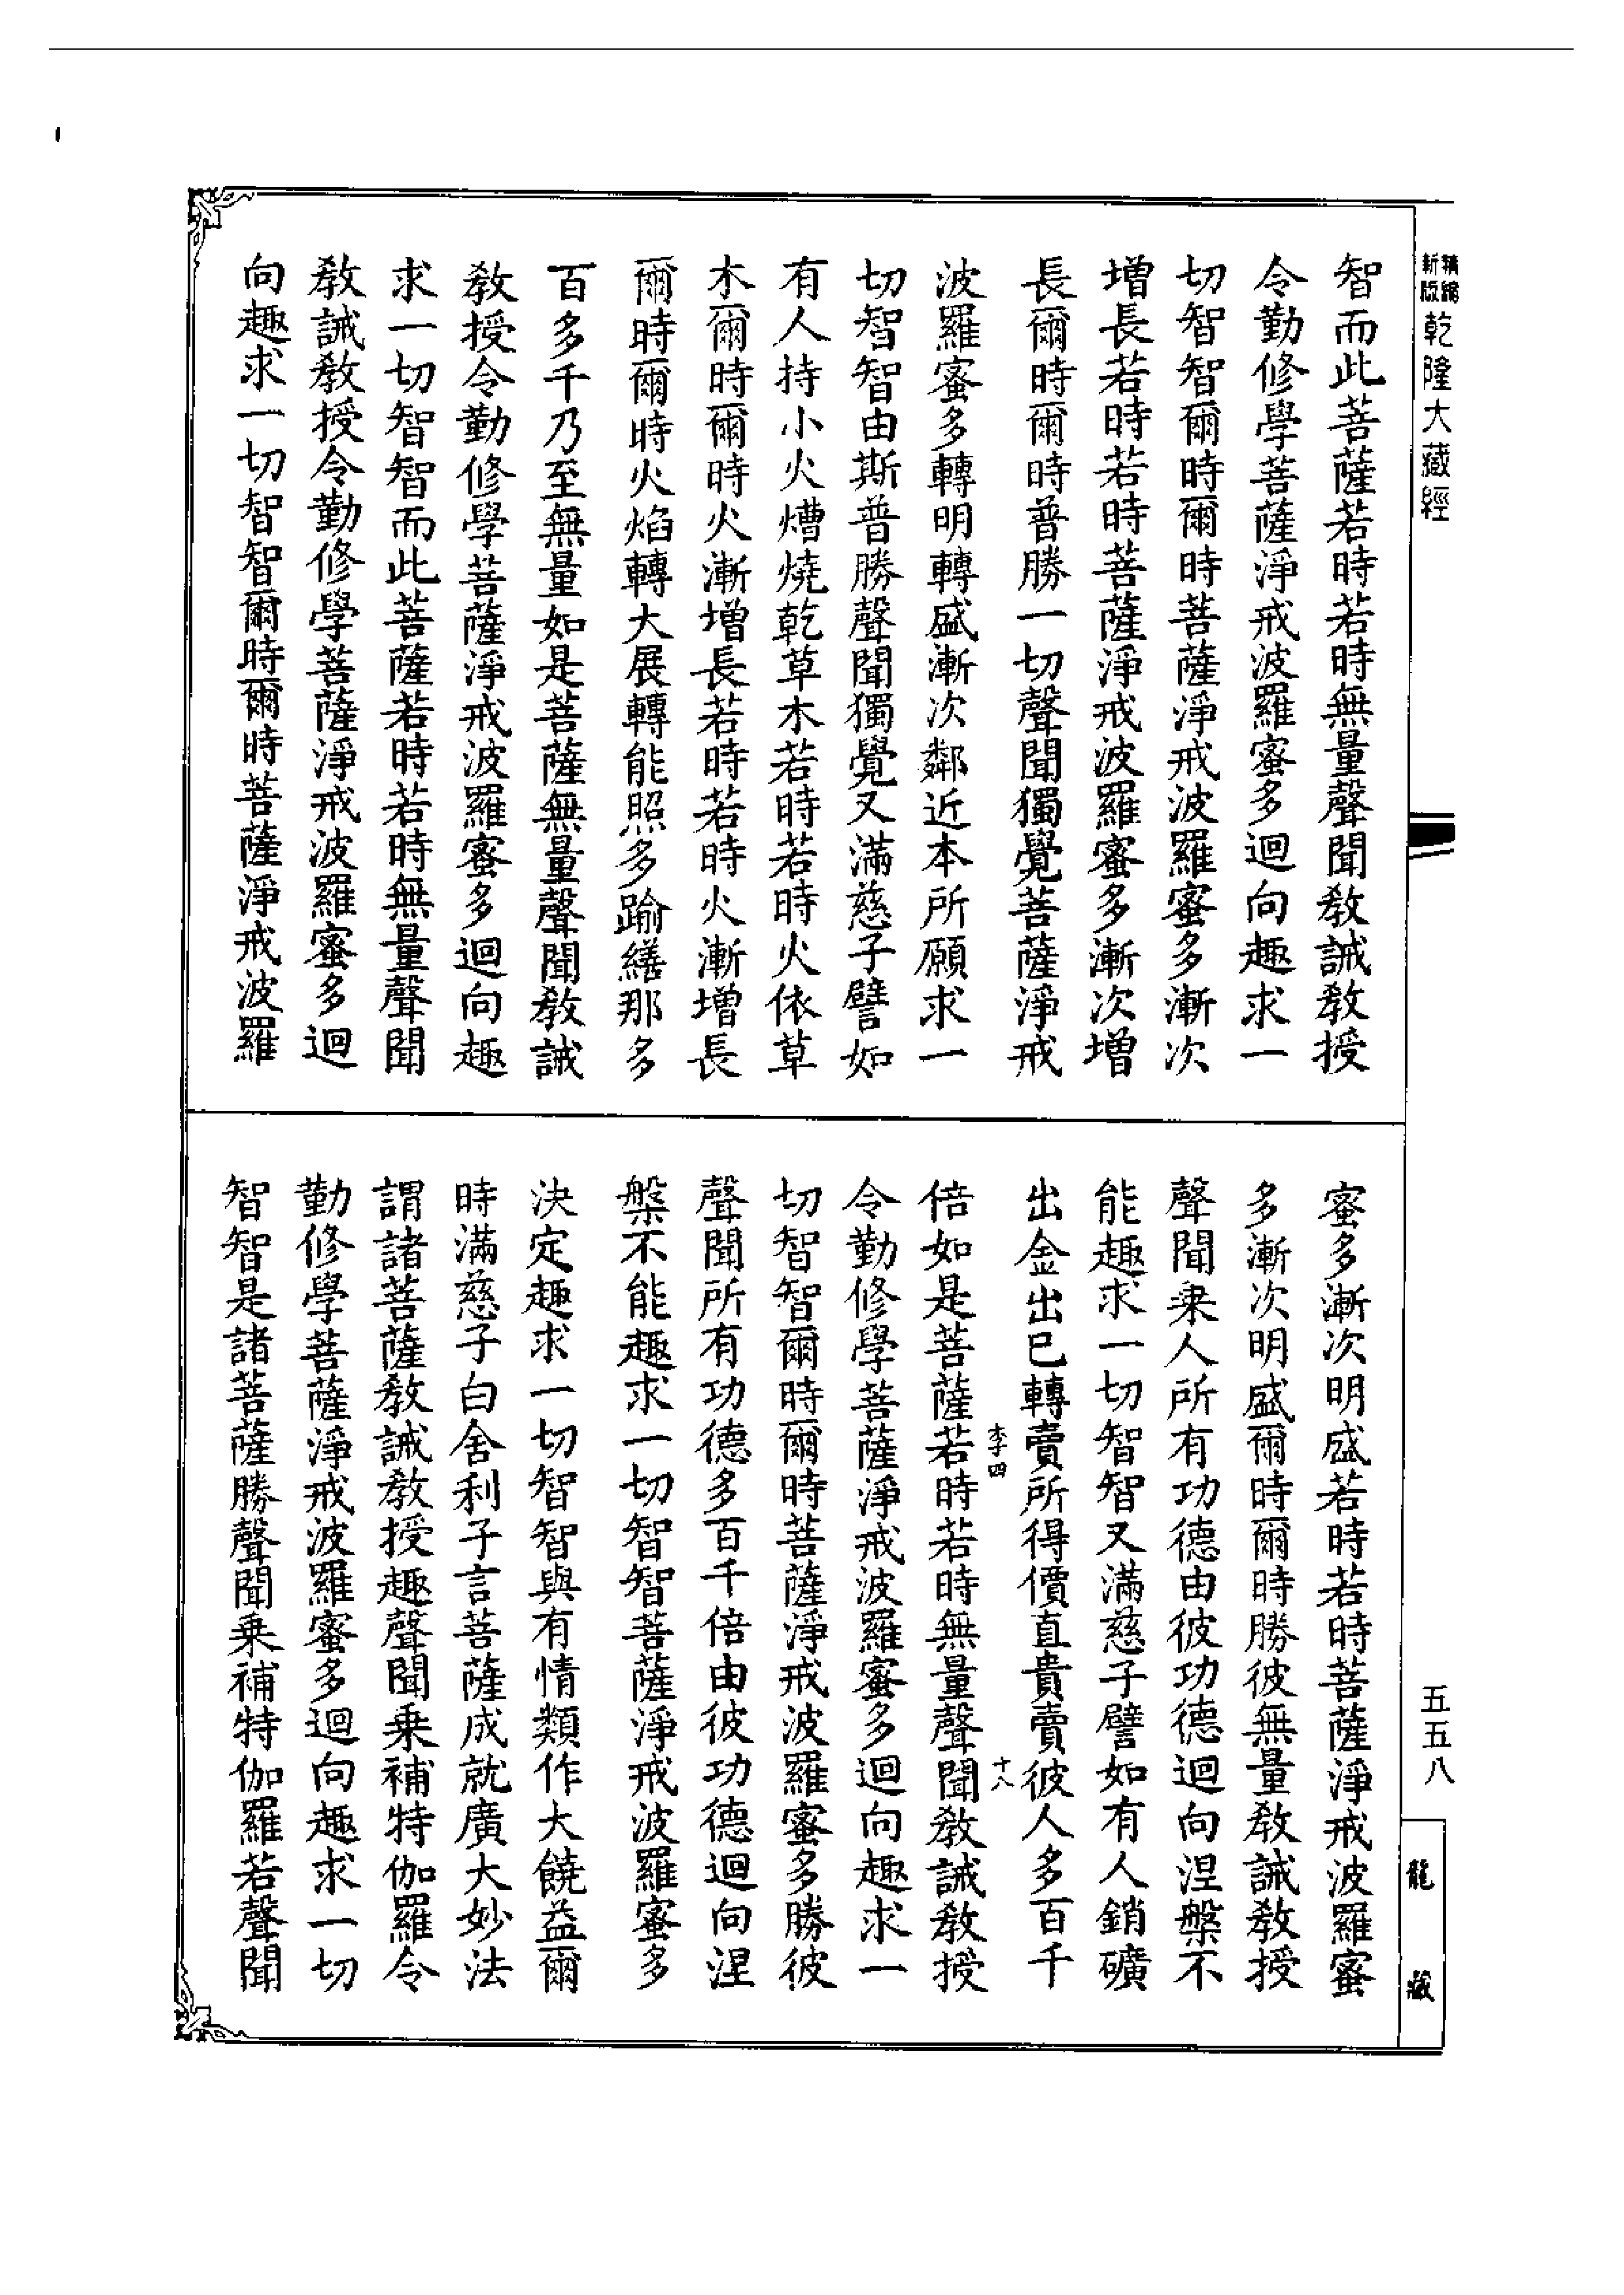 精繕
新版
乾隆大藏經
智而此菩薩若時若時無量聲聞教誡教授
令勤修學菩薩淨戒波羅蜜多迴向趣求一
切智智爾時爾時菩薩淨戒波羅蜜多漸次
增長若時若時菩薩淨戒波羅蜜多漸次增
長爾時爾時普勝一切聲聞獨覺菩薩淨戒
波羅蜜多轉明轉盛漸次鄰近本所願求一
切智智由斯普勝聲聞獨覺又滿慈子譬如
有人持小火熸燒乾草木若時若時火依草
木爾時爾時火漸增長若時若時火漸增長
爾時爾時火焰轉大展轉能照多踰繕那多
百多千乃至無量如是菩薩無量聲聞教誡
教授令勤修學菩薩淨戒波羅蜜多迴向趣
求一切智智而此菩薩若時若時無量聲聞
教誡教授令勤修學菩薩淨戒波羅蜜多迴
向趣求一切智智爾時爾時菩薩淨戒波羅
蜜多漸次明盛若時若時菩薩淨戒波羅蜜
多漸次明盛爾時爾時勝彼無量教誡教授
聲聞乘人所有功德由彼功德迴向涅槃不
能趣求一切智智又滿慈子譬如有人銷礦
出金出已轉賣所得價直貴賣彼人多百千
李四
十八
倍如是菩薩若時若時無量聲聞教誡教授
令勤修學菩薩淨戒波羅蜜多迴向趣求一
切智智爾時爾時菩薩淨戒波羅蜜多勝彼
聲聞所有功德多百千倍由彼功德迴向涅
槃不能趣求一切智智菩薩淨戒波羅蜜多
決定趣求一切智智與有情類作大饒益爾
時滿慈子白舍利子言菩薩成就廣大妙法
謂諸菩薩教誡教授趣聲聞乘補特伽羅令
勤修學菩薩淨戒波羅蜜多迴向趣求一切
智智是諸菩薩勝聲聞乘補特伽羅若聲聞
五五八
龍藏